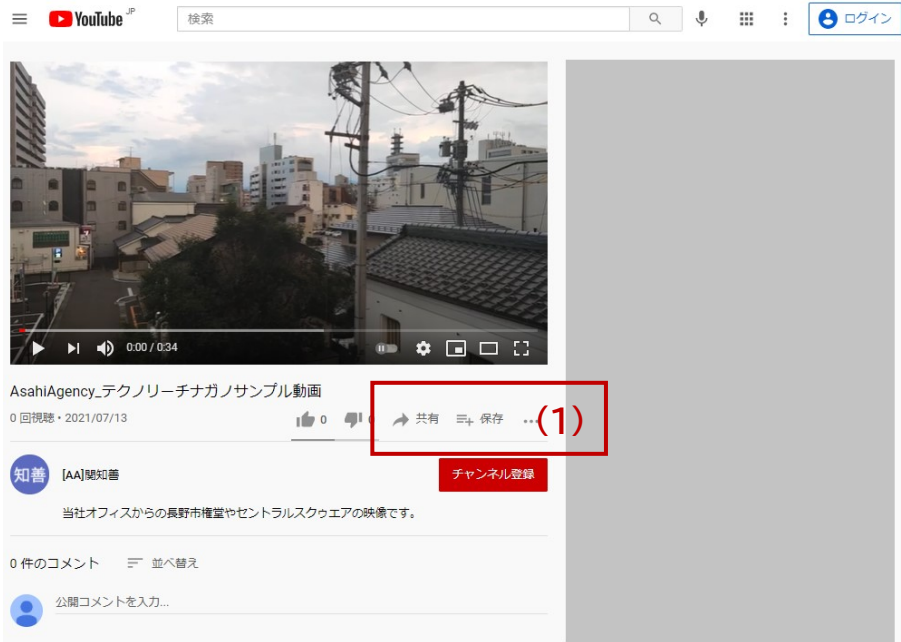 YouTube JP
検索
ログイン
0:00 / 0:34
AsahiAgency_テクノリーチナガノサンプル動画
0 回視聴・2021/07/13
0
共有
保存
...
(1)
知善
[AA]関知善
チャンネル登録
当社オフィスからの長野市権堂やセントラルスクゥエアの映像です。
0 件のコメント
並べ替え
公開コメントを入力...